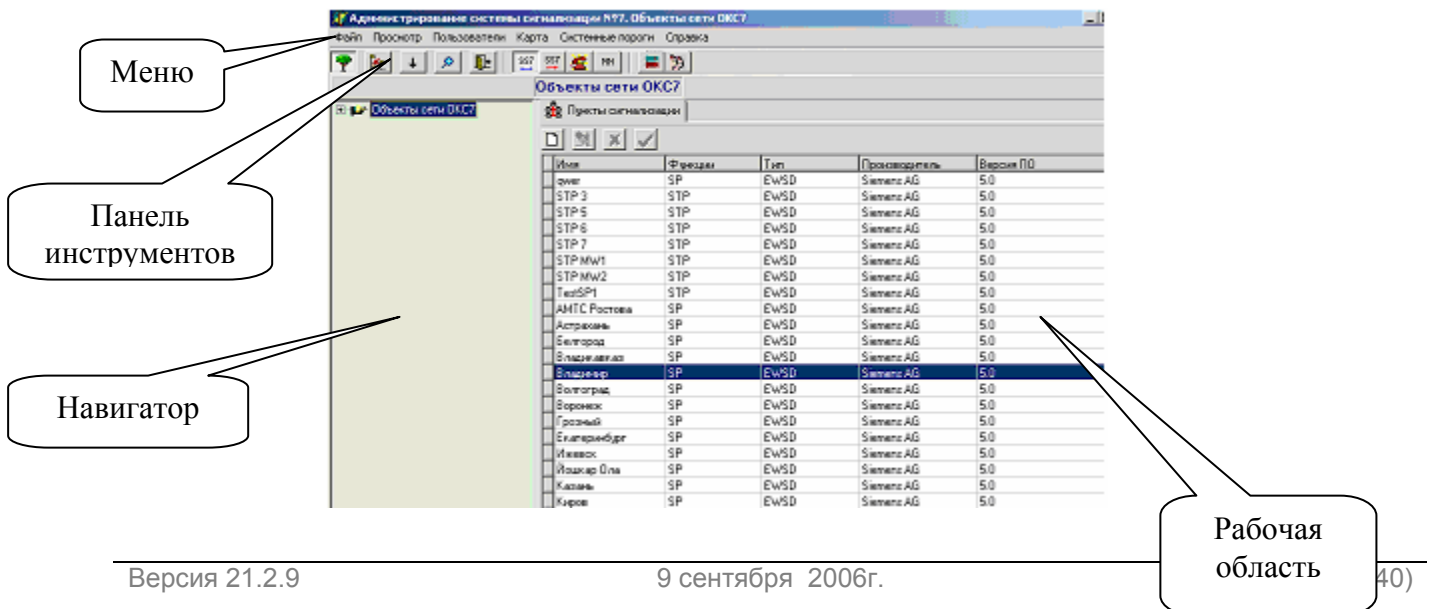 Администрирование системы сигнализации №7. Объекты сети ОКС7
Файл Просмотр Пользователи Карта Системные пороги Справка
Меню
SS7 SS7 MM
Объекты сети ОКС7
Объекты сети ОКС7
Пункты сигнализации
Имя Функции Тип Производитель Версия ПО
qwer SP EWSD Siemens AG 5.0
STP 3 STP EWSD Siemens AG 5.0
STP 5 STP EWSD Siemens AG 5.0
STP 6 STP EWSD Siemens AG 5.0
STP 7 STP EWSD Siemens AG 5.0
STP MW1 STP EWSD Siemens AG 5.0
STP MW2 STP EWSD Siemens AG 5.0
TestSP1 STP EWSD Siemens AG 5.0
АМТС Ростова SP EWSD Siemens AG 5.0
Астрахань SP EWSD Siemens AG 5.0
Белгород SP EWSD Siemens AG 5.0
Владикавказ SP EWSD Siemens AG 5.0
Владимир SP EWSD Siemens AG 5.0
Волгоград SP EWSD Siemens AG 5.0
Воронеж SP EWSD Siemens AG 5.0
Грозный SP EWSD Siemens AG 5.0
Екатеринбург SP EWSD Siemens AG 5.0
Ижевск SP EWSD Siemens AG 5.0
Йошкар Ола SP EWSD Siemens AG 5.0
Казань SP EWSD Siemens AG 5.0
Киров SP EWSD Siemens AG 5.0
Панель
инструментов
Навигатор
Рабочая
область
Версия 21.2.9 9 сентября 2006г. 40)